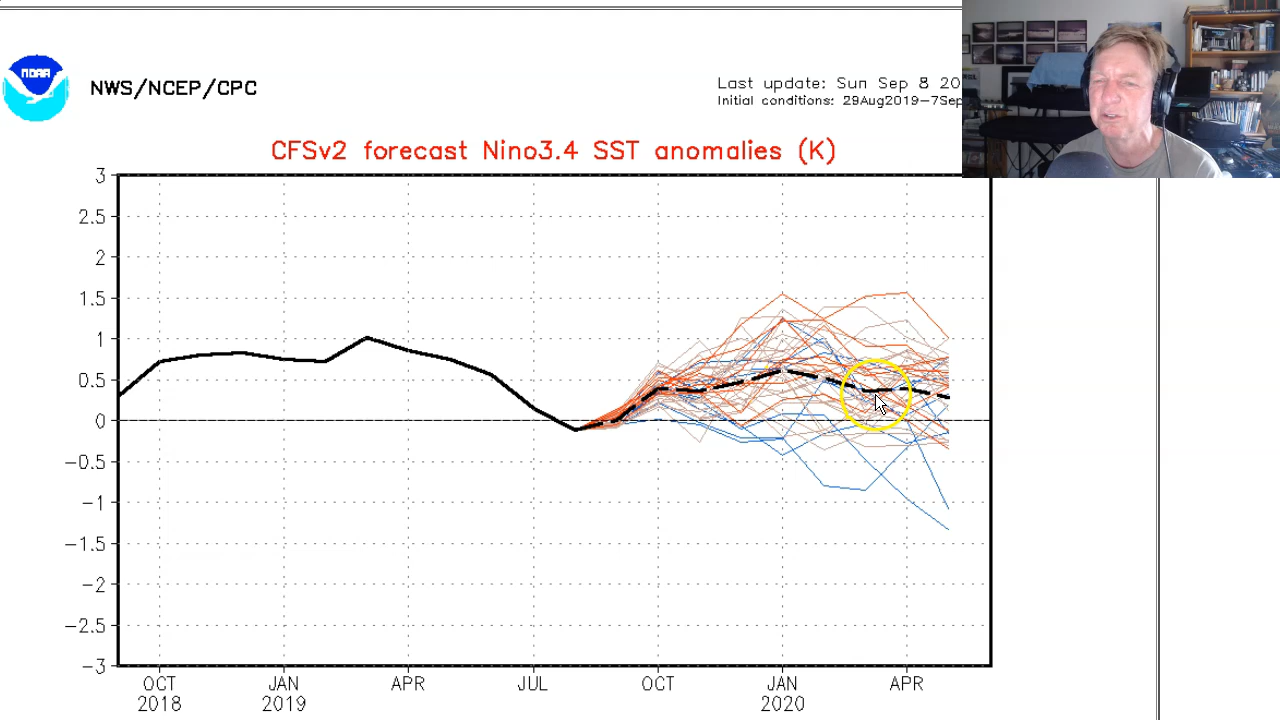 NOAA
NWS/NCEP/CPC
Last update: Sun Sep 8 20
Initial conditions: 29Aug2019-7Sep
CFSv2 forecast Nino3.4 SST anomalies (K)
3
2.5
2
1.5
1
0.5
0
-0.5
-1
-1.5
-2
-2.5
-3
OCT JAN APR JUL OCT JAN APR
2018 2019 2020